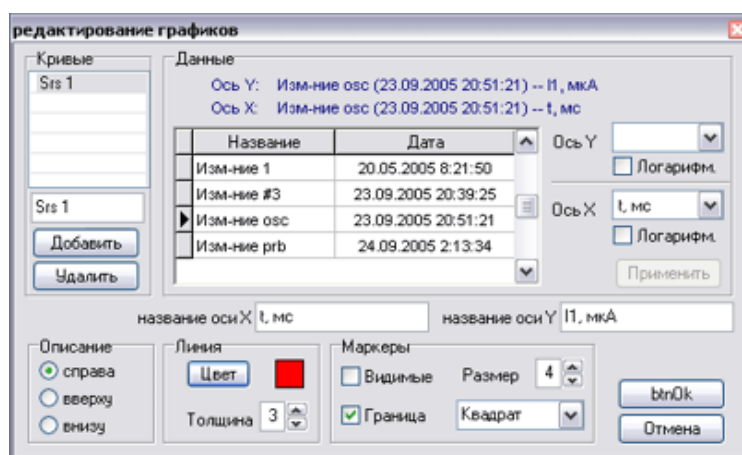 редактирование графиков
Кривые
Srs 1
Srs 1
Добавить
Удалить
Данные
Ось Y: Изм-ние osc (23.09.2005 20:51:21) -- I1, мкА
Ось X: Изм-ние osc (23.09.2005 20:51:21) -- t, мс
Название Дата
Изм-ние 1 20.05.2005 8:21:50
Изм-ние #3 23.09.2005 20:39:25
Изм-ние osc 23.09.2005 20:51:21
Изм-ние prb 24.09.2005 2:13:34
Ось Y
Логарифм.
Ось X t, мс
Логарифм.
Применить
название оси X t, мс название оси Y I1, мкА
Описание
справа
вверху
внизу
Линия
Цвет
Толщина 3
Маркеры
Видимые Размер 4
Граница Квадрат
btnOk
Отмена